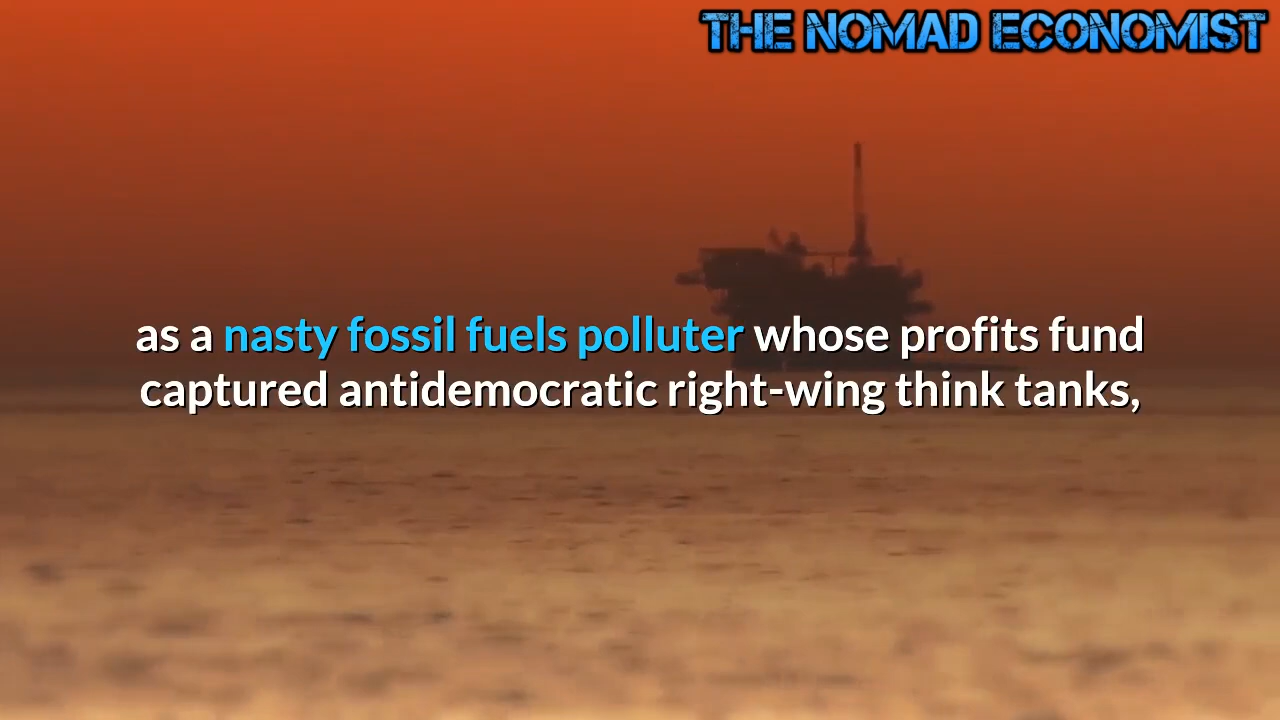 THE NOMAD ECONOMIST
as a nasty fossil fuels polluter whose profits fund
captured antidemocratic right-wing think tanks,